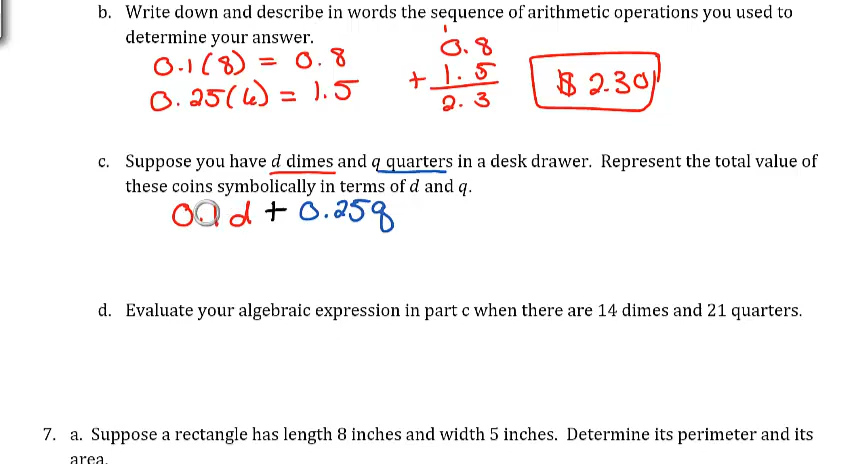 b. Write down and describe in words the sequence of arithmetic operations you used to
determine your answer.
0.1(8) = 0.8
0.25(6) = 1.5
0.8
+ 1.5
2.3
$ 2.30
c. Suppose you have d dimes and q quarters in a desk drawer. Represent the total value of
these coins symbolically in terms of d and q.
0.1 d + 0.25q
d. Evaluate your algebraic expression in part c when there are 14 dimes and 21 quarters.
7. a. Suppose a rectangle has length 8 inches and width 5 inches. Determine its perimeter and its
area.